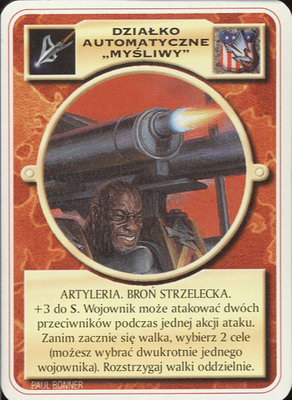 DZIAŁKO
AUTOMATYCZNE
„MYŚLIWY”
ARTYLERIA. BROŃ STRZELECKA.
+3 do S. Wojownik może atakować dwóch
przeciwników podczas jednej akcji ataku.
Zanim zacznie się walka, wybierz 2 cele
(możesz wybrać dwukrotnie jednego
wojownika). Rozstrzygaj walki oddzielnie.
PAUL BONNER